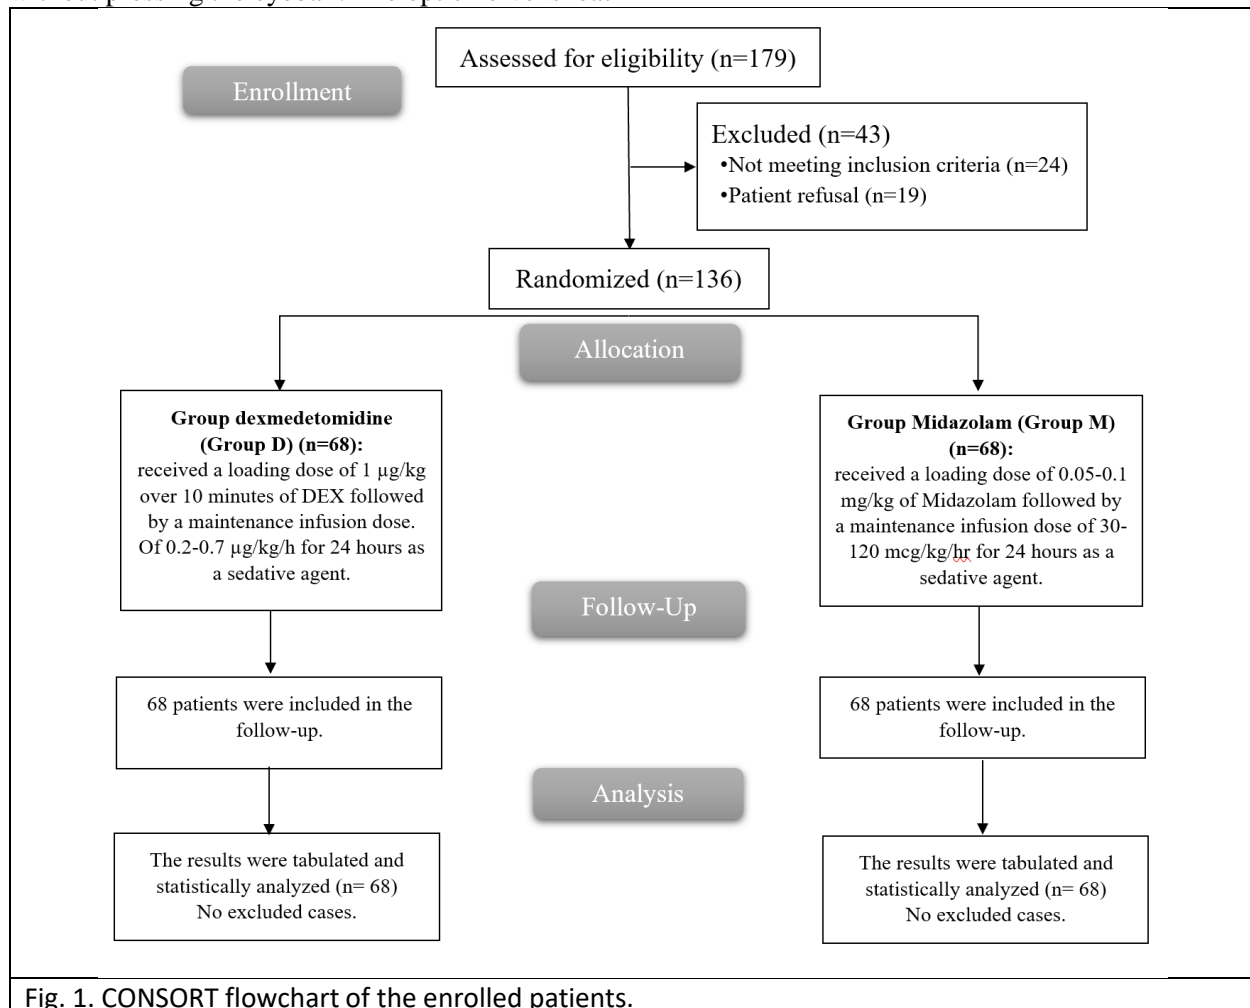 Assessed for eligibility (n=179)
Enrollment
Excluded (n=43)
•Not meeting inclusion criteria (n=24)
•Patient refusal (n=19)
Randomized (n=136)
Allocation
Group dexmedetomidine
(Group D) (n=68):
received a loading dose of 1 µg/kg
over 10 minutes of DEX followed
by a maintenance infusion dose.
Of 0.2-0.7 µg/kg/h for 24 hours as
a sedative agent.
Group Midazolam (Group M)
(n=68):
received a loading dose of 0.05-0.1
mg/kg of Midazolam followed by
a maintenance infusion dose of 30-
120 mcg/kg/hr for 24 hours as a
sedative agent.
Follow-Up
68 patients were included in the
follow-up.
68 patients were included in the
follow-up.
Analysis
The results were tabulated and
statistically analyzed (n= 68)
No excluded cases.
The results were tabulated and
statistically analyzed (n= 68)
No excluded cases.
Fig. 1. CONSORT flowchart of the enrolled patients.